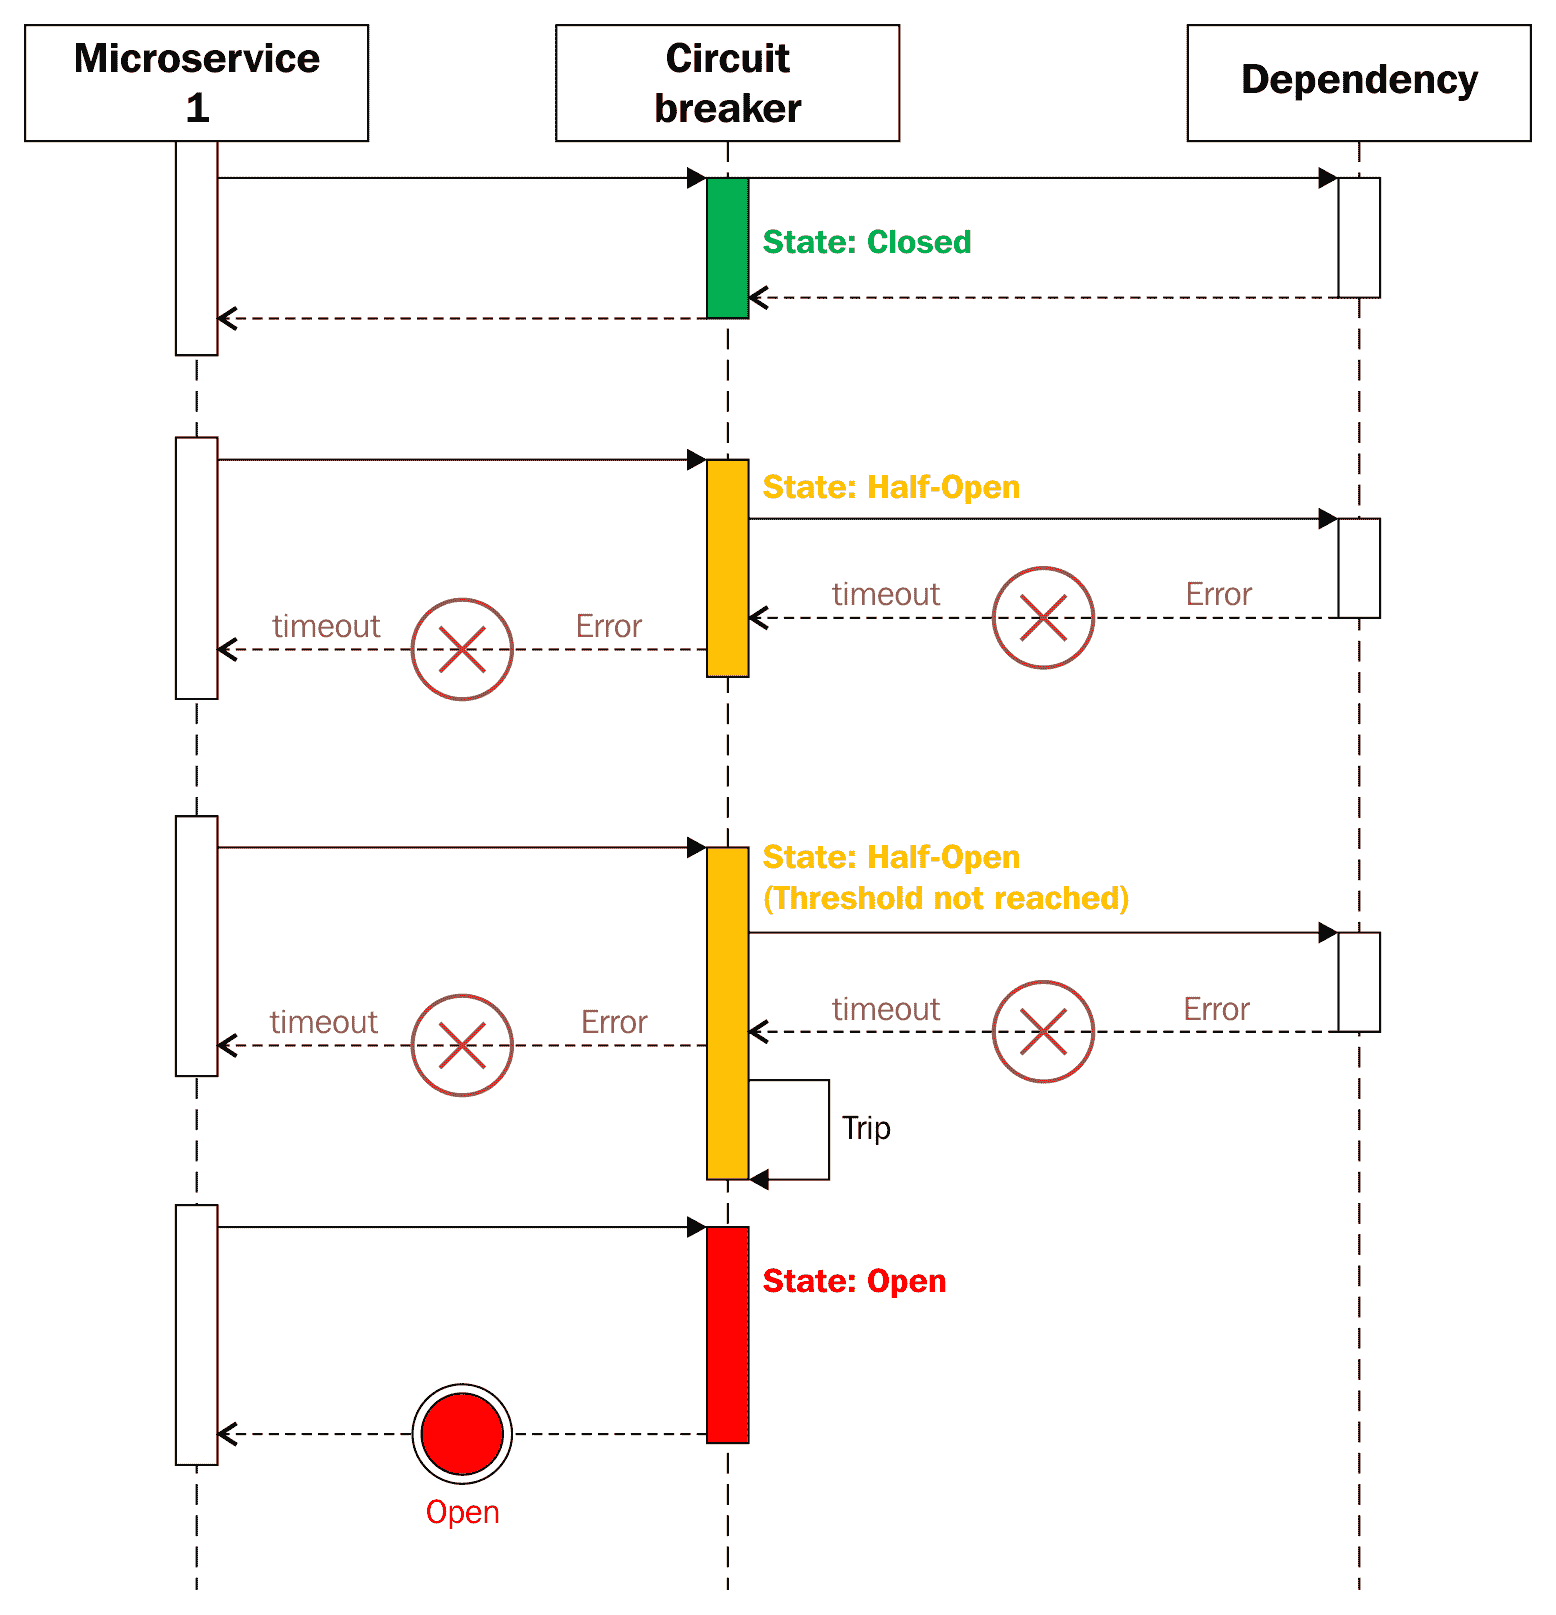 Microservice
1
Circuit
breaker
Dependency
State: Closed
State: Half-Open
timeout
Error
timeout
Error
State: Half-Open
(Threshold not reached)
timeout
Error
timeout
Error
Trip
State: Open
Open